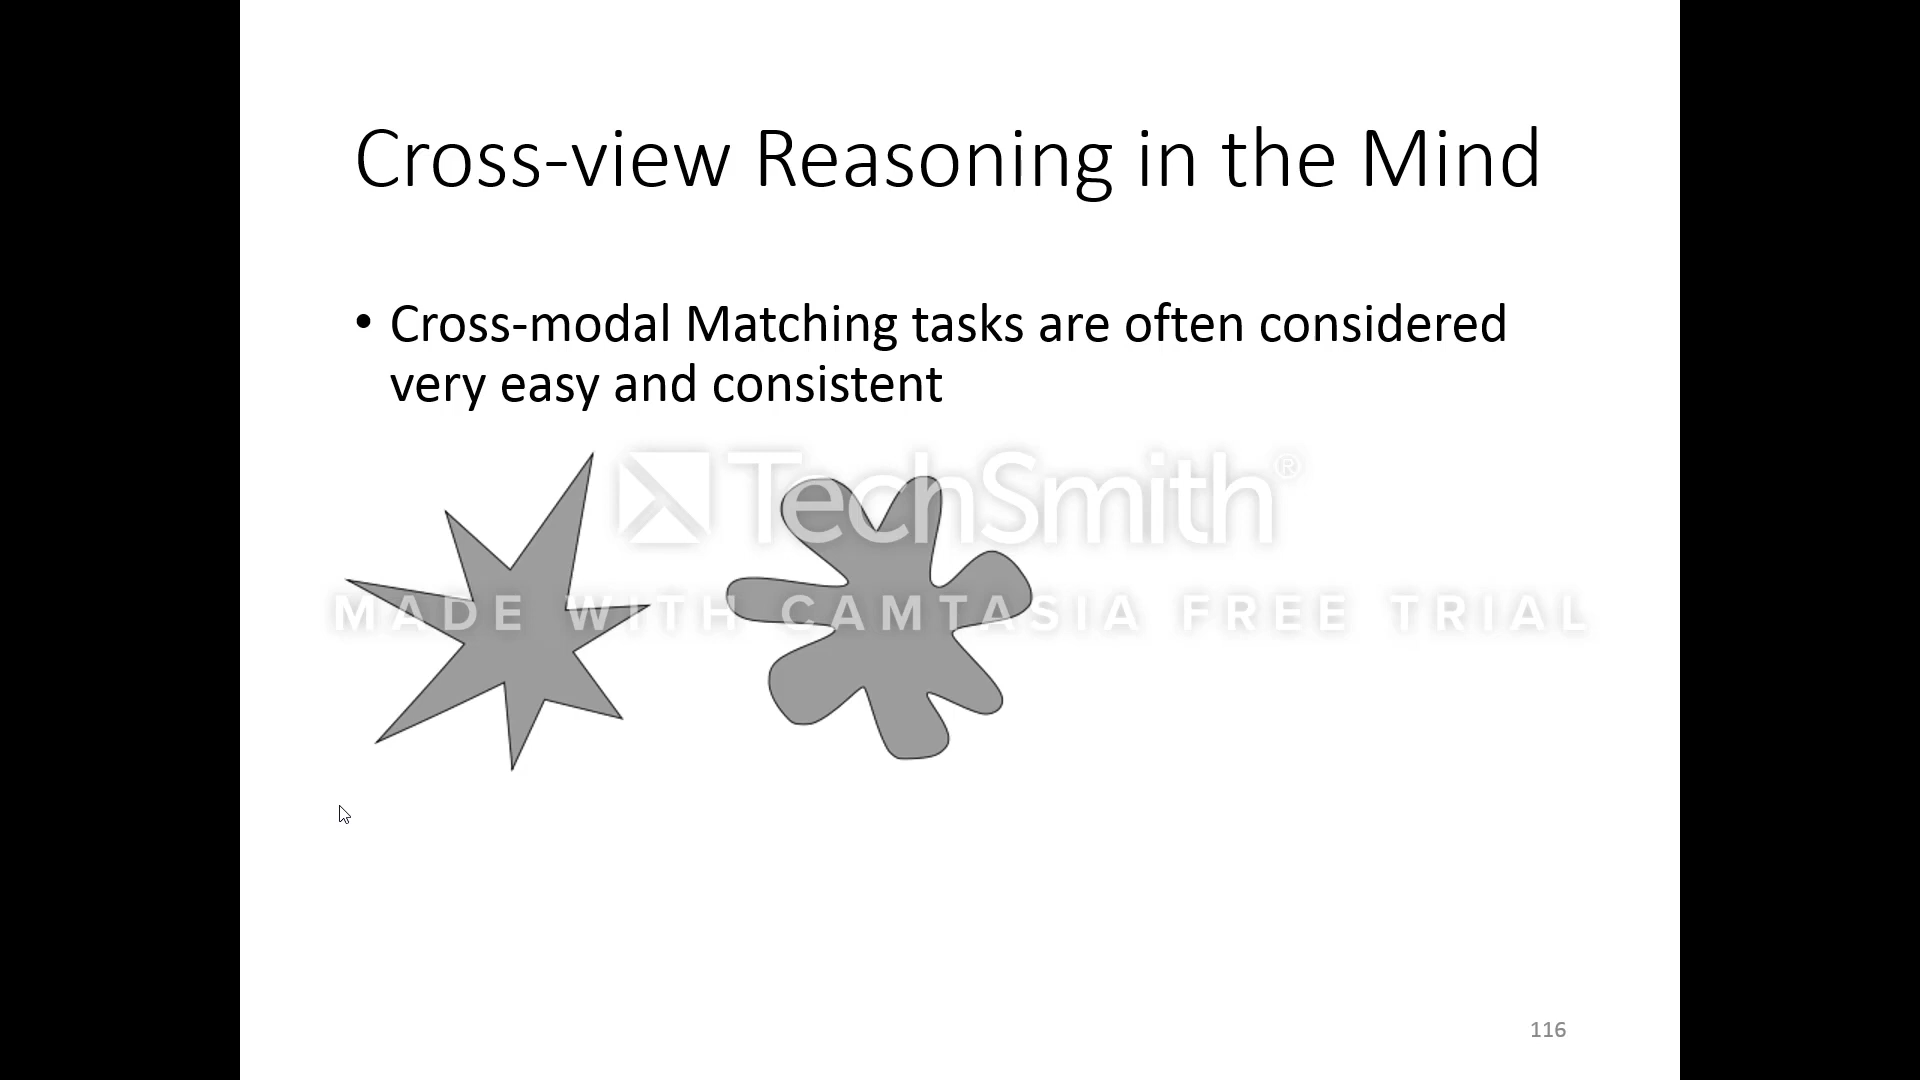 Cross-view Reasoning in the Mind
• Cross-modal Matching tasks are often considered
very easy and consistent
TechSmith®
MADE WITH CAMTASIA FREE TRIAL
116